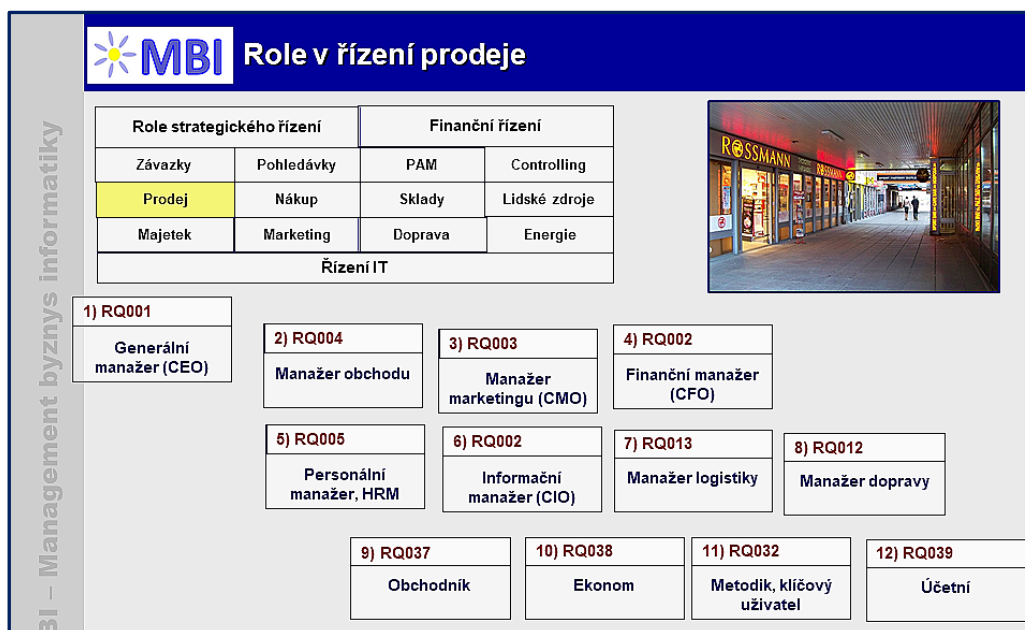 MBI Role v řízení prodeje
Role strategického řízení Finanční řízení
Závazky Pohledávky PAM Controlling
Prodej Nákup Sklady Lidské zdroje
Majetek Marketing Doprava Energie
Řízení IT
ROSSMANN
ROSSMANN
BI – Management byznys informatiky
1) RQ001
Generální
manažer (CEO)
2) RQ004
Manažer obchodu
3) RQ003
Manažer
marketingu (CMO)
4) RQ002
Finanční manažer
(CFO)
5) RQ005
Personální
manažer, HRM
6) RQ002
Informační
manažer (CIO)
7) RQ013
Manažer logistiky
8) RQ012
Manažer dopravy
9) RQ037
Obchodník
10) RQ038
Ekonom
11) RQ032
Metodik, klíčový
uživatel
12) RQ039
Účetní